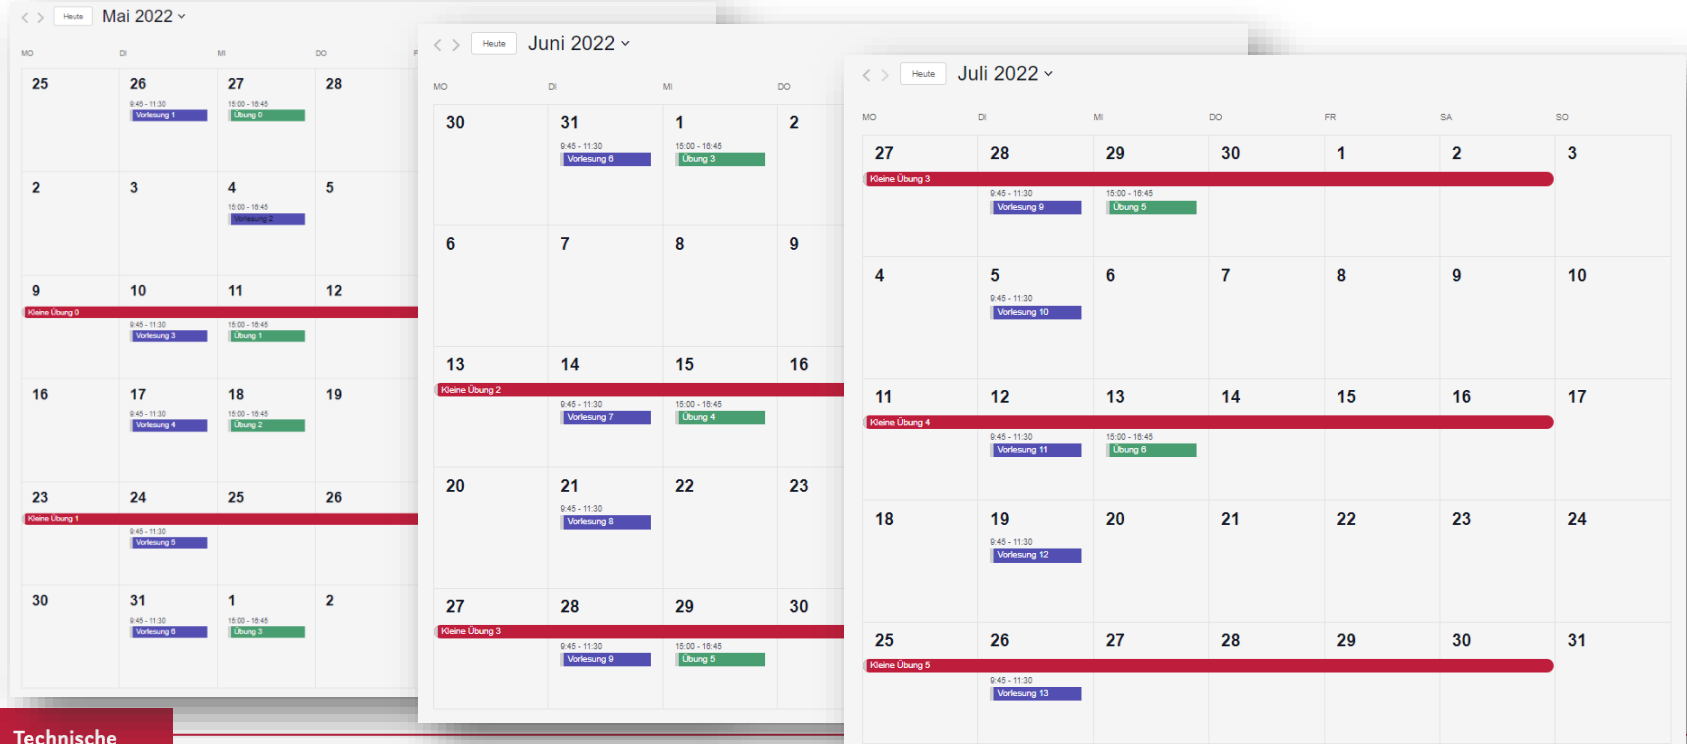 Heute Mai 2022
MO DI MI DO
25 26 27 28
9:45 - 11:30 15:00 - 16:45
Vorlesung 1 Übung 0
2 3 4 5
15:00 - 16:45
Vorlesung 2
9 10 11 12
Kleine Übung 0
9:45 - 11:30 15:00 - 16:45
Vorlesung 3 Übung 1
16 17 18 19
9:45 - 11:30 15:00 - 16:45
Vorlesung 4 Übung 2
23 24 25 26
Kleine Übung 1
9:45 - 11:30
Vorlesung 5
30 31 1 2
9:45 - 11:30 15:00 - 16:45
Vorlesung 6 Übung 3
Heute Juni 2022
MO DI MI DO
30 31 1 2
9:45 - 11:30 15:00 - 16:45
Vorlesung 6 Übung 3
6 7 8 9
13 14 15 16
Kleine Übung 2
9:45 - 11:30 15:00 - 16:45
Vorlesung 7 Übung 4
20 21 22 23
9:45 - 11:30
Vorlesung 8
27 28 29 30
Kleine Übung 3
9:45 - 11:30 15:00 - 16:45
Vorlesung 9 Übung 5
Heute Juli 2022
MO DI MI DO FR SA SO
27 28 29 30 1 2 3
Kleine Übung 3
9:45 - 11:30 15:00 - 16:45
Vorlesung 9 Übung 5
4 5 6 7 8 9 10
9:45 - 11:30
Vorlesung 10
11 12 13 14 15 16 17
Kleine Übung 4
9:45 - 11:30 15:00 - 16:45
Vorlesung 11 Übung 6
18 19 20 21 22 23 24
9:45 - 11:30
Vorlesung 12
25 26 27 28 29 30 31
Kleine Übung 5
9:45 - 11:30
Vorlesung 13
Technische